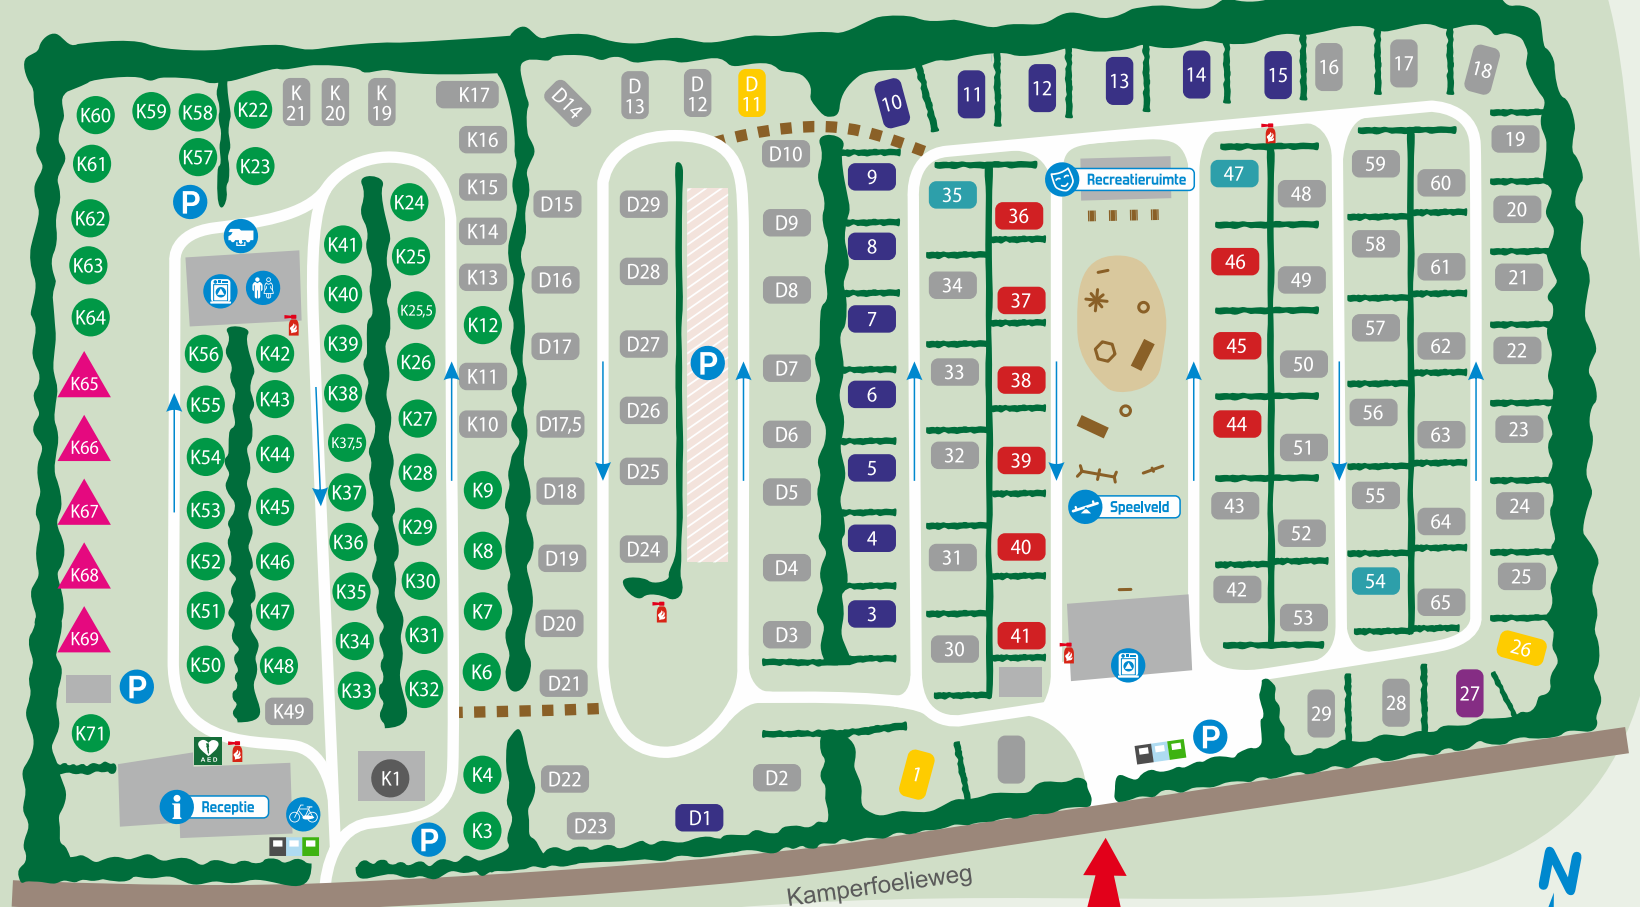 K60
K59
K58
K22
K
21
K
20
K
19
K17
D14
D
13
D
12
D
11
10
11
12
13
14
15
16
17
18
K61
K57
K23
K16
D10
19
K62
P
K24
K15
D15
D29
D9
9
35
36
Recreatieruimte
47
48
59
60
20
K63
K41
K25
K14
K13
D16
D28
D8
8
34
37
46
49
58
61
21
K64
K40
K25,5
K12
7
57
K65
K56
K42
K39
K26
K11
D17
D27
P
D7
33
38
45
50
62
22
K66
K55
K43
K38
K27
K10
D17,5
D26
D6
6
32
39
44
51
56
63
23
K54
K44
K37,5
K28
D25
5
K67
K53
K45
K37
K29
K9
D18
D5
4
31
40
Speelveld
43
52
55
64
24
K68
K52
K46
K36
K30
K8
D19
D24
D4
42
54
25
K69
K51
K47
K35
K34
K31
K7
D20
D3
3
30
41
53
65
26
P
K50
K48
K33
K32
K6
D21
K49
29
28
27
K71
AED
K1
K4
D22
D2
1
P
i
Receptie
P
K3
D23
D1
Kamperfoelieweg
N